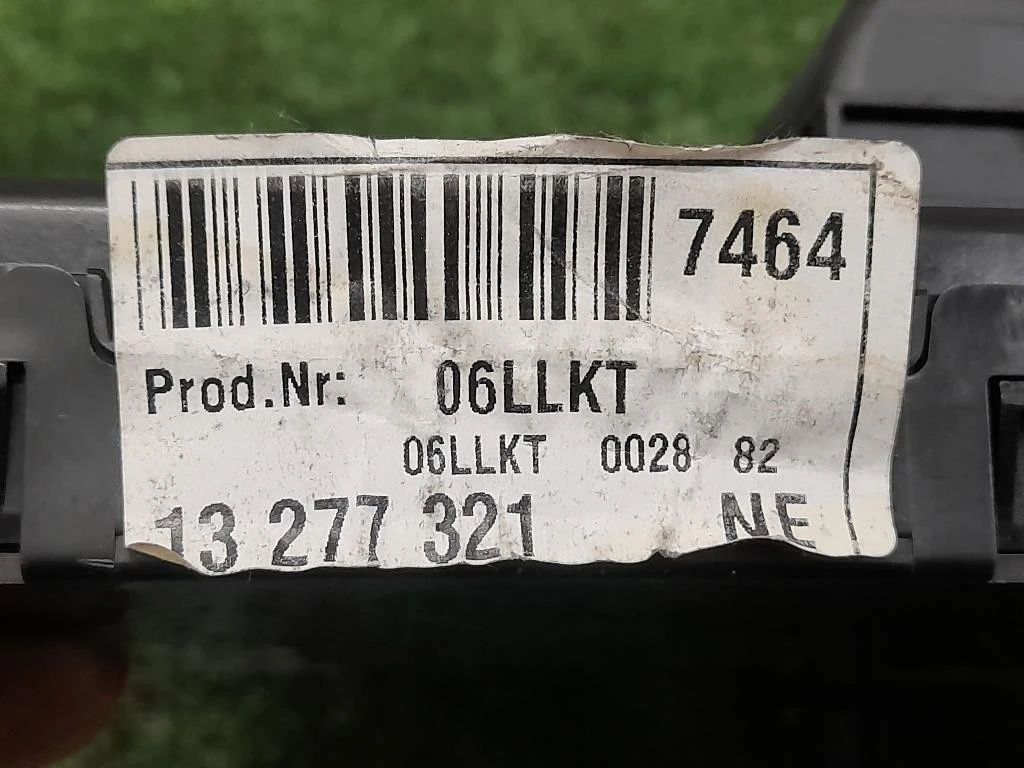 7464
Prod.Nr: 06LLKT
06LLKT 0028 82
13 277 321 NE